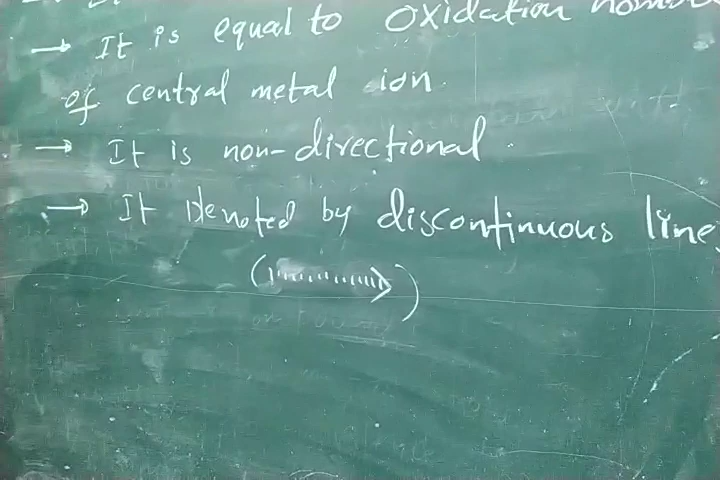 → It is equal to Oxidation
of central metal ion.
→ It is non-directional.
→ It Denoted by discontinuous line